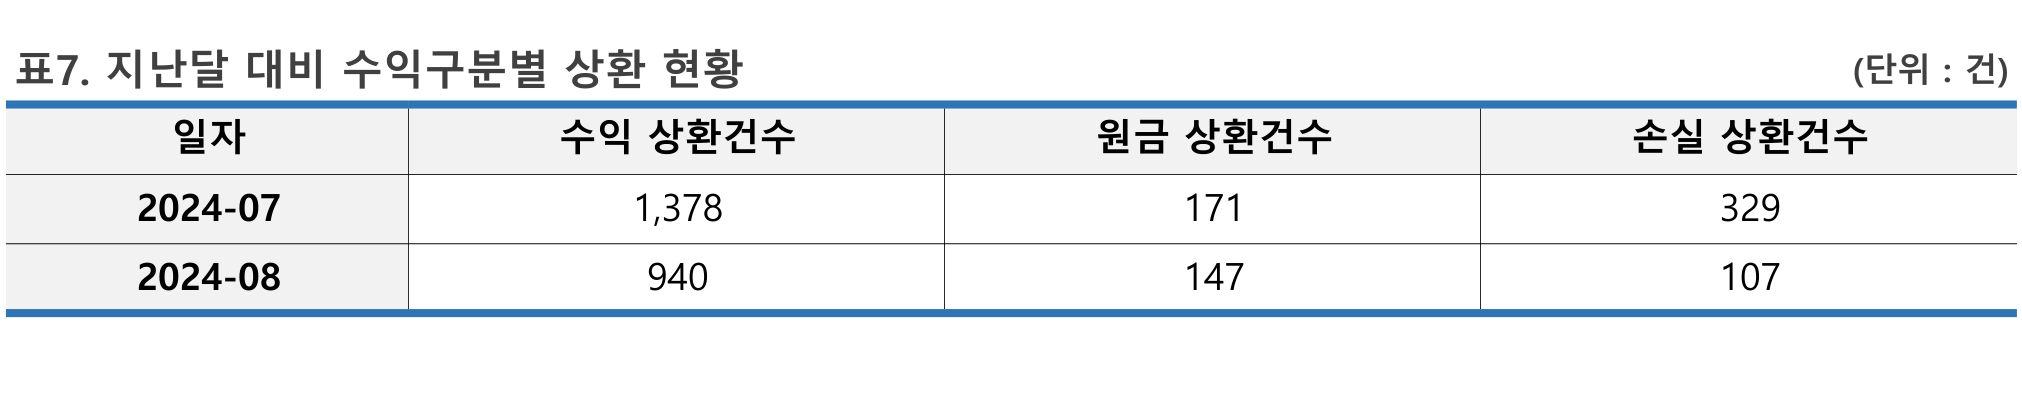 표7. 지난달 대비 수익구분별 상환 현황 (단위 : 건)
일자 수익 상환건수 원금 상환건수 손실 상환건수
2024-07 1,378 171 329
2024-08 940 147 107